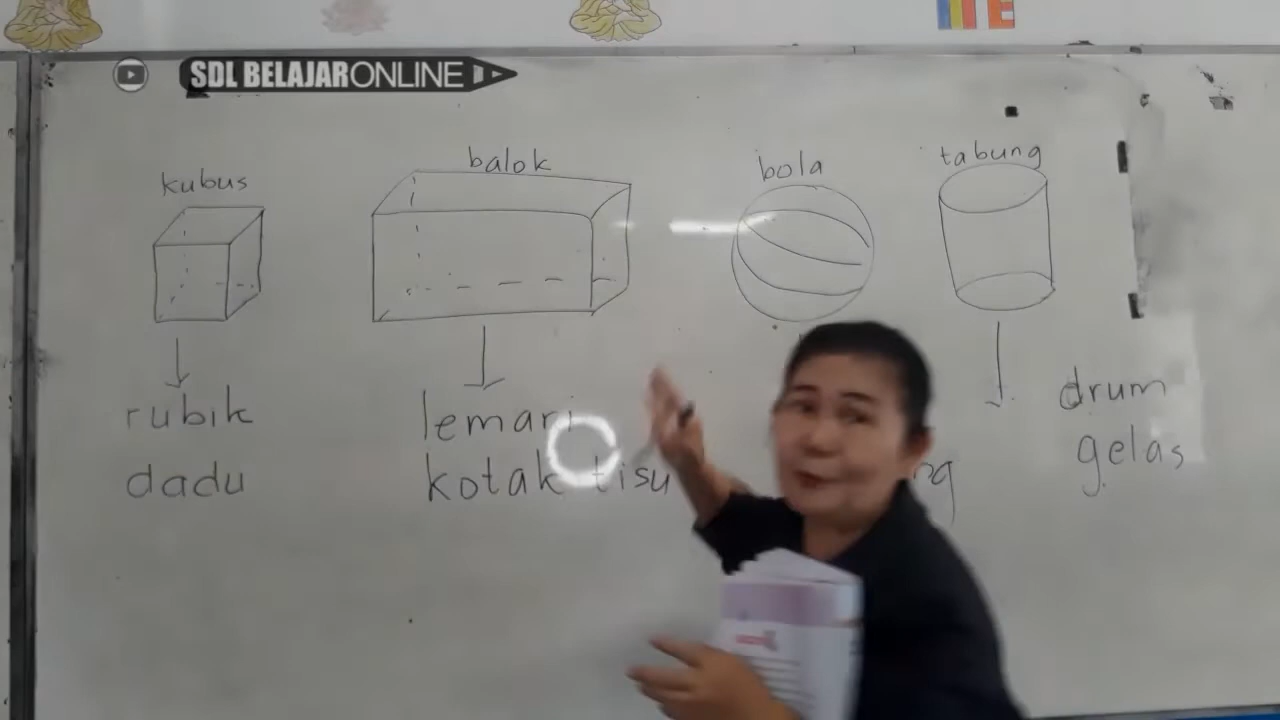 SDL BELAJARONLINE
kubus
balok
bola
tabung
rubik
dadu
lemari
kotak tisu
drum
gelas